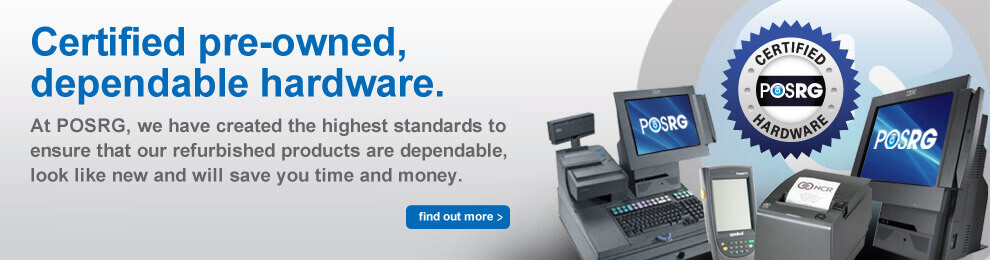 Certified pre-owned,
dependable hardware.
At POSRG, we have created the highest standards to
ensure that our refurbished products are dependable,
look like new and will save you time and money.
find out more >
CERTIFIED
POSRG
HARDWARE
POSRG
IBM
POSRG
NCR
symbol